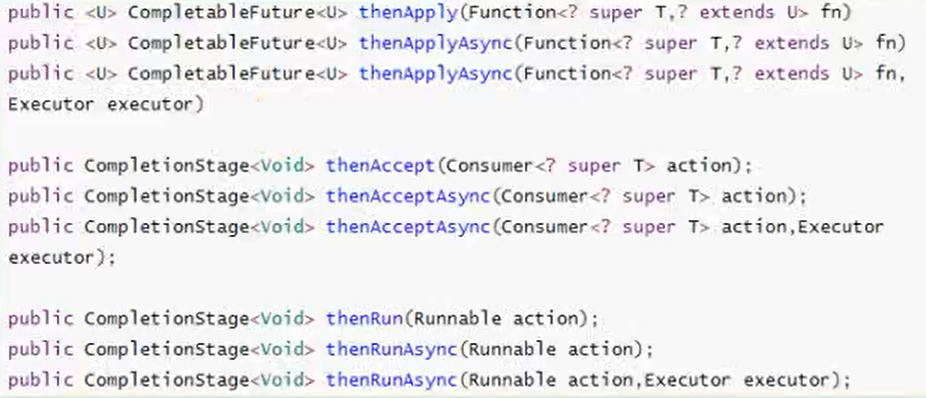 public <U> CompletableFuture<U> thenApply(Function<? super T,? extends U> fn)
public <U> CompletableFuture<U> thenApplyAsync(Function<? super T,? extends U> fn)
public <U> CompletableFuture<U> thenApplyAsync(Function<? super T,? extends U> fn,
Executor executor)
public CompletionStage<Void> thenAccept(Consumer<? super T> action);
public CompletionStage<Void> thenAcceptAsync(Consumer<? super T> action);
public CompletionStage<Void> thenAcceptAsync(Consumer<? super T> action,Executor
executor);
public CompletionStage<Void> thenRun(Runnable action);
public CompletionStage<Void> thenRunAsync(Runnable action);
public CompletionStage<Void> thenRunAsync(Runnable action,Executor executor);